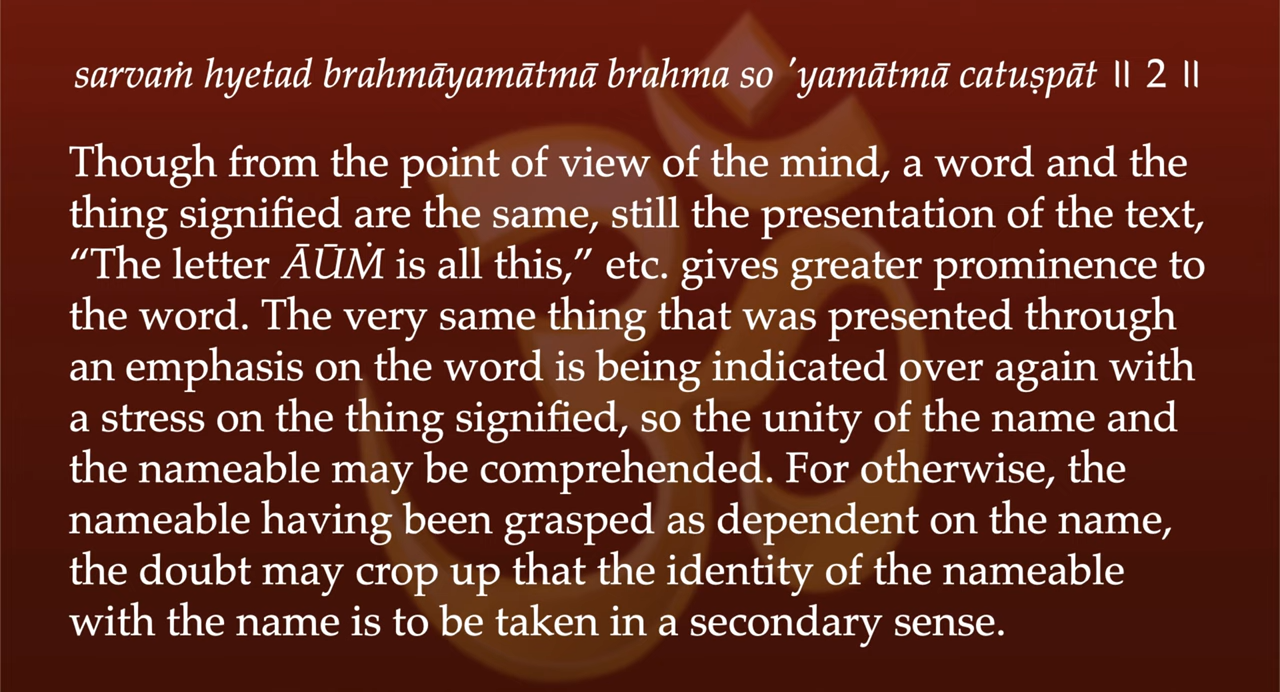 sarvaṁ hyetad brahmāyamātmā brahma so ’yamātmā catuṣpāt ॥ 2 ॥
Though from the point of view of the mind, a word and the
thing signified are the same, still the presentation of the text,
“The letter ĀŪṀ is all this,” etc. gives greater prominence to
the word. The very same thing that was presented through
an emphasis on the word is being indicated over again with
a stress on the thing signified, so the unity of the name and
the nameable may be comprehended. For otherwise, the
nameable having been grasped as dependent on the name,
the doubt may crop up that the identity of the nameable
with the name is to be taken in a secondary sense.